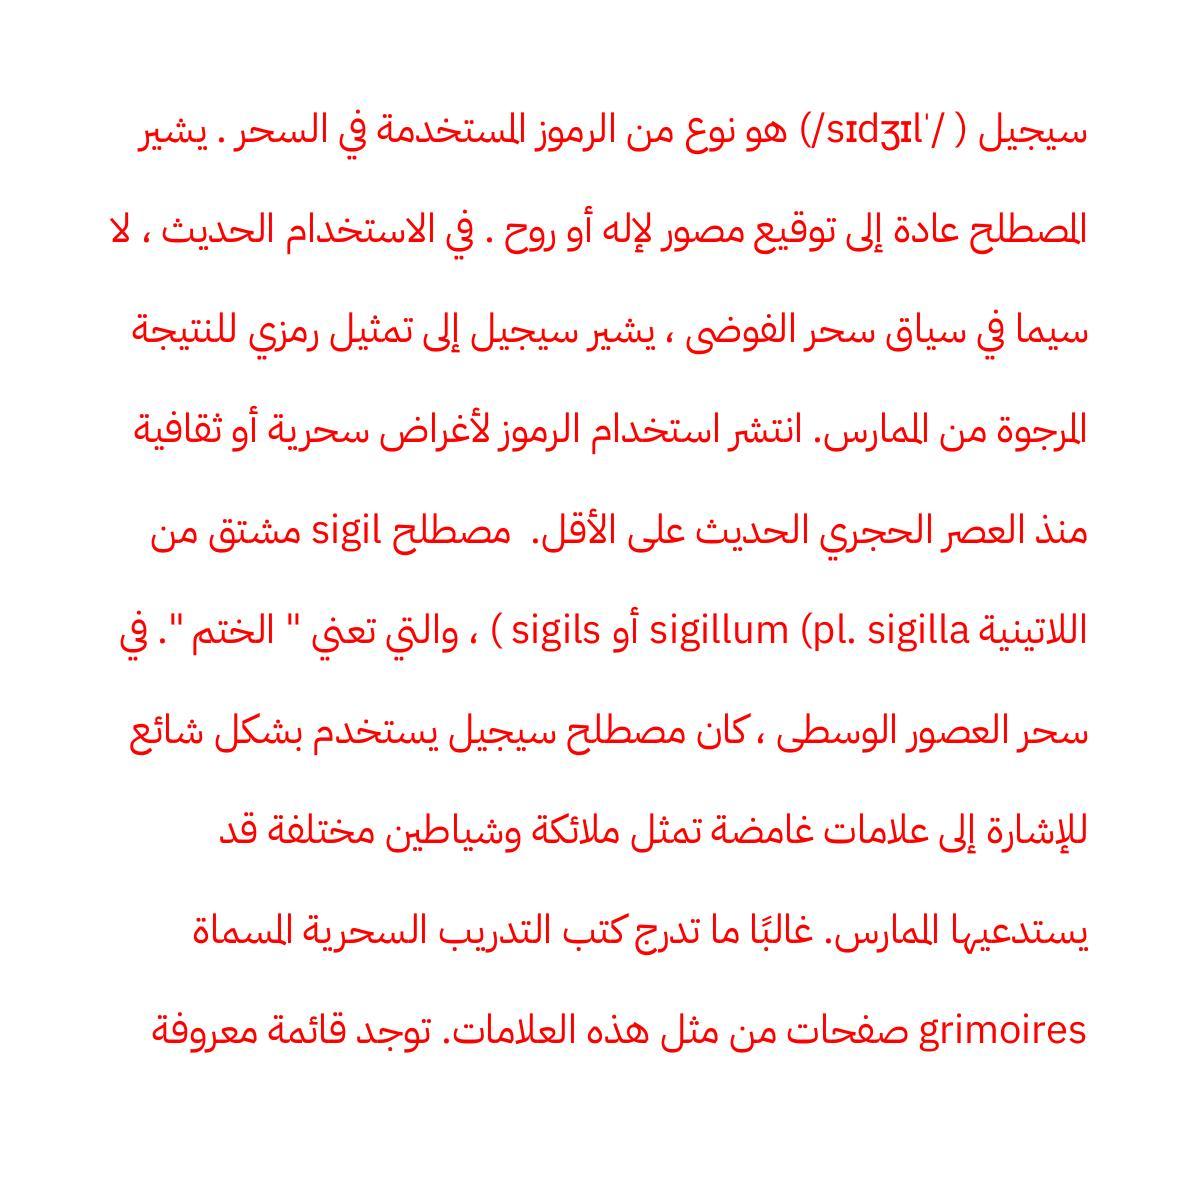 سيجيل ( /ˈsɪdʒɪl/) هو نوع من الرموز المستخدمة في السحر . يشير
المصطلح عادة إلى توقيع مصور لإله أو روح . في الاستخدام الحديث ، لا
سيما في سياق سحر الفوضى ، يشير سيجيل إلى تمثيل رمزي للنتيجة
المرجوة من الممارس. انتشر استخدام الرموز لأغراض سحرية أو ثقافية
منذ العصر الحجري الحديث على الأقل.  مصطلح sigil مشتق من
اللاتينية sigillum (pl. sigilla أو sigils ) ، والتي تعني " الختم ". في
سحر العصور الوسطى ، كان مصطلح سيجيل يستخدم بشكل شائع
للإشارة إلى علامات غامضة تمثل ملائكة وشياطين مختلفة قد
يستدعيها الممارس. غالبًا ما تدرج كتب التدريب السحرية المسماة
grimoires صفحات من مثل هذه العلامات. توجد قائمة معروفة